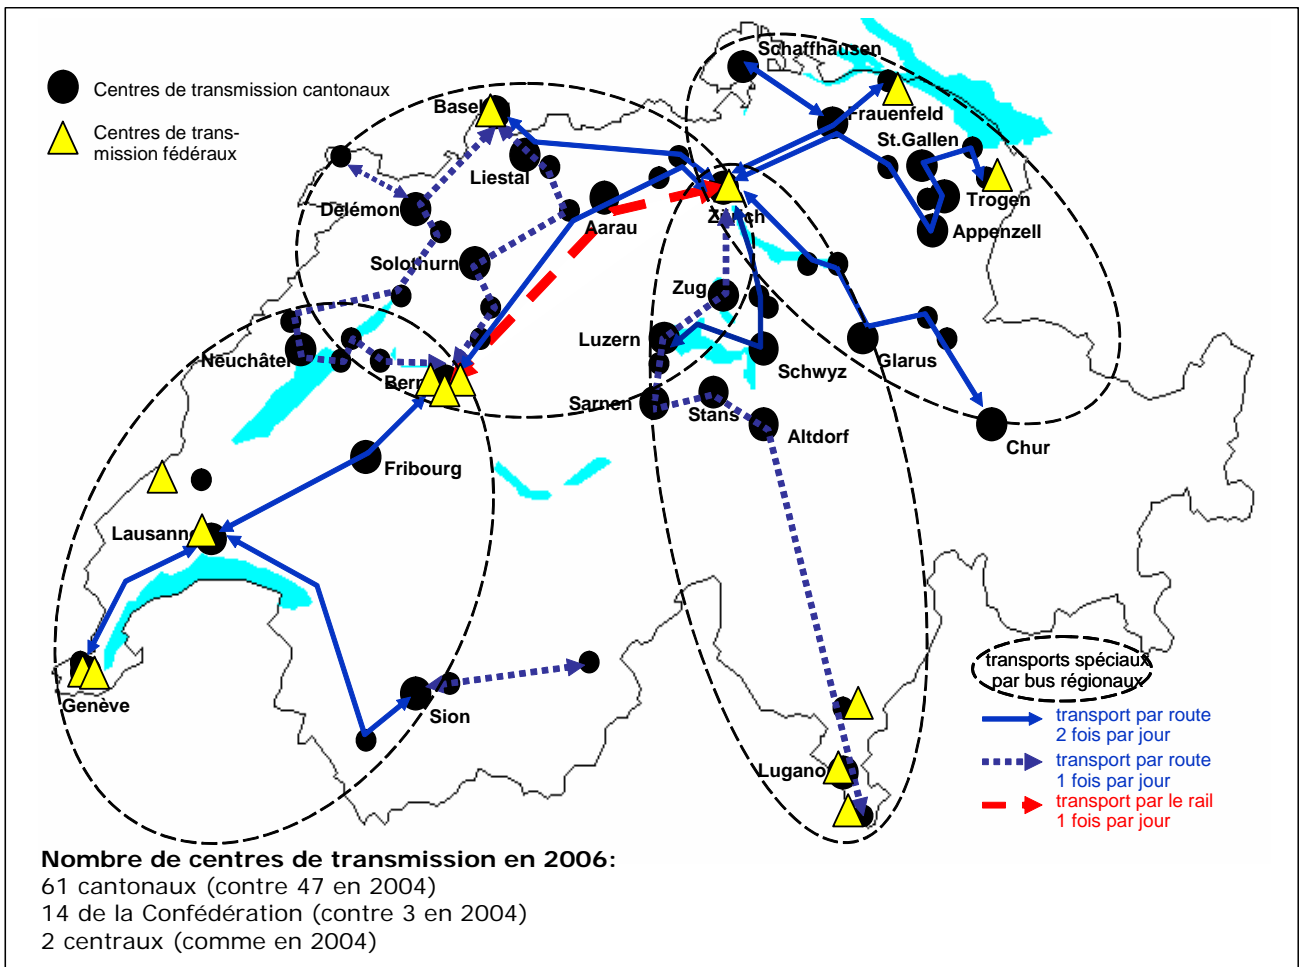 Centres de transmission cantonaux
Centres de trans-
mission fédéraux
Schaffhausen
Basel
Frauenfeld
St.Gallen
Liestal
Delémon
Trogen
Aarau
Zürich
Appenzell
Solothurn
Zug
Luzern
Neuchâtel
Glarus
Schwyz
Bern
Sarnen
Stans
Altdorf
Chur
Fribourg
Lausanne
transports spéciaux
par bus régionaux
Genève
Sion
transport par route
2 fois par jour
transport par route
1 fois par jour
Lugano
transport par le rail
1 fois par jour
Nombre de centres de transmission en 2006:
61 cantonaux (contre 47 en 2004)
14 de la Confédération (contre 3 en 2004)
2 centraux (comme en 2004)